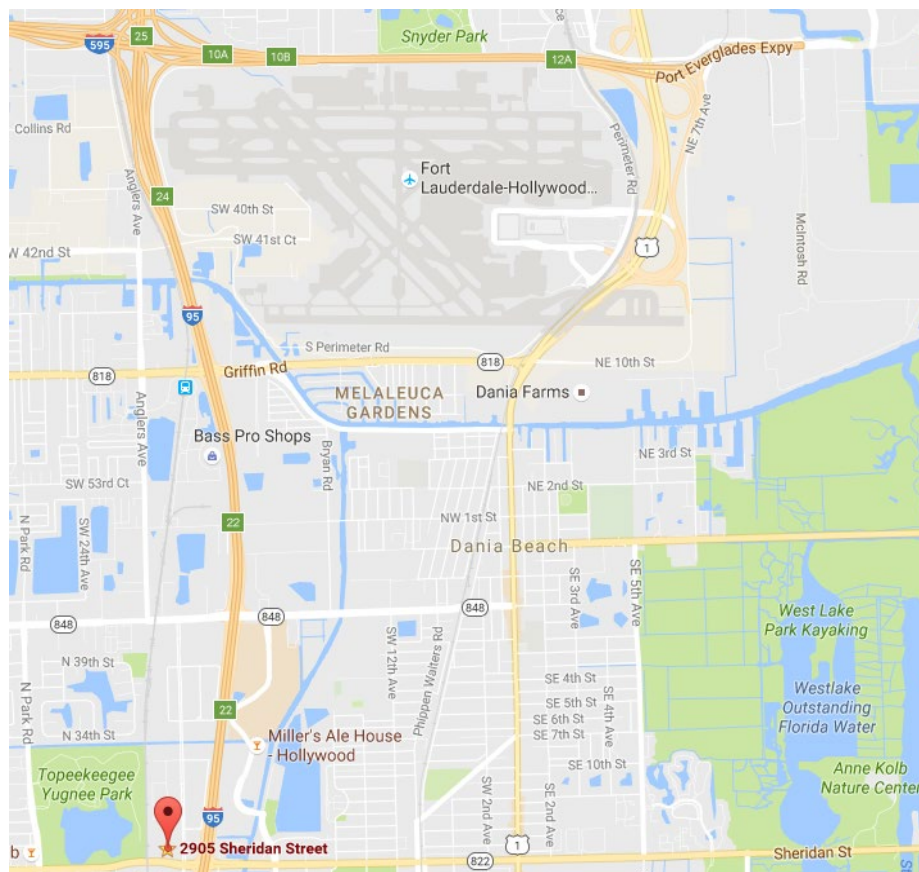 Snyder Park
25
595
10A
10B
12A
Port Everglades Expy
Collins Rd
NE 7th Ave
Perimeter Rd
Anglers Ave
Fort
Lauderdale-Hollywood...
24
SW 40th St
SW 41st Ct
W 42nd St
1
McIntosh Rd
95
S Perimeter Rd
818
NE 10th St
818
Griffin Rd
MELALEUCA
GARDENS
Dania Farms
Anglers Ave
Bass Pro Shops
Bryan Rd
NE 3rd St
SW 53rd Ct
NE 2nd St
N Park Rd
SW 24th Ave
22
NW 1st St
Dania Beach
SE 3rd Ave
SE 5th Ave
848
848
848
West Lake
Park Kayaking
SW 12th Ave
Phippen Waiters Rd
N 39th St
N Park Rd
SE 4th St
SE 5th St
SE 6th St
SE 7th St
SE 4th Ave
Westlake
Outstanding
Florida Water
22
N 34th St
Miller's Ale House
- Hollywood
SE 10th St
Topeekeegee
Yugnee Park
SW 2nd Ave
SE 2nd Ave
Anne Kolb
Nature Center
95
b
2905 Sheridan Street
822
1
Sheridan St